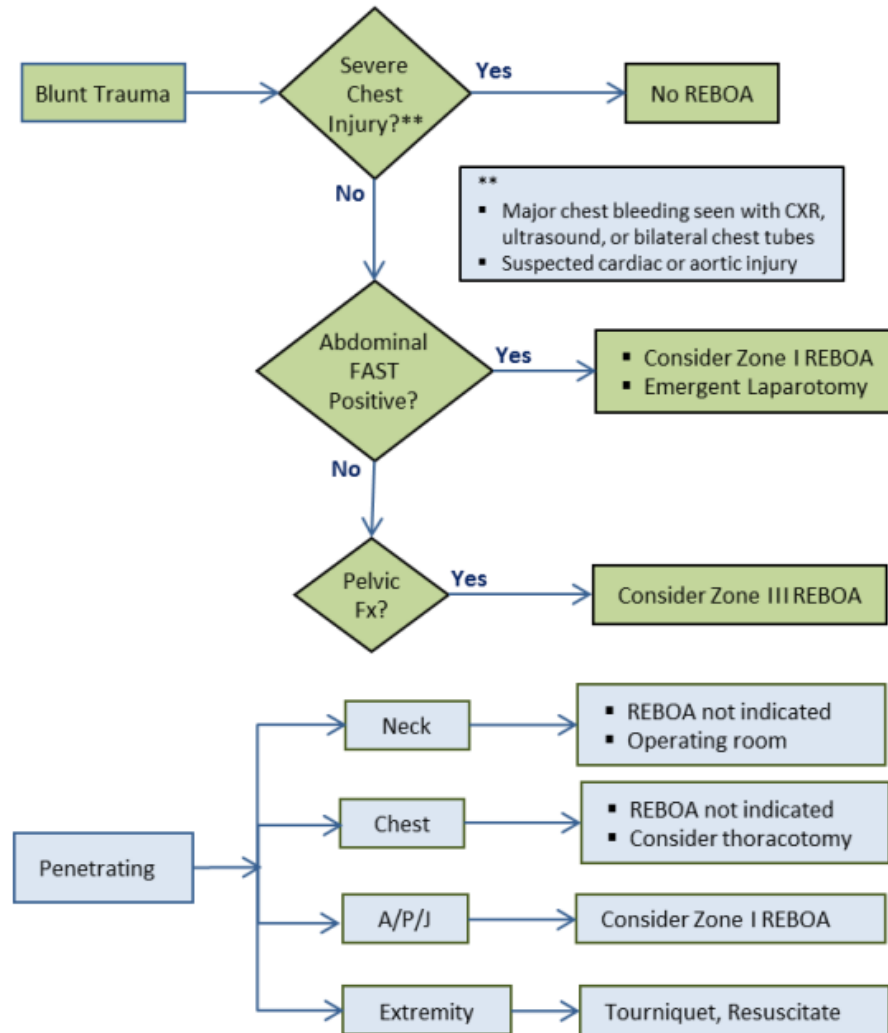 Blunt Trauma
Severe
Chest
Injury?**
Yes
No REBOA
No
**
▪ Major chest bleeding seen with CXR,
ultrasound, or bilateral chest tubes
▪ Suspected cardiac or aortic injury
Abdominal
FAST
Positive?
Yes
▪ Consider Zone I REBOA
▪ Emergent Laparotomy
No
Pelvic
Fx?
Yes
Consider Zone III REBOA
Penetrating
Neck
▪ REBOA not indicated
▪ Operating room
Chest
▪ REBOA not indicated
▪ Consider thoracotomy
A/P/J
Consider Zone I REBOA
Extremity
Tourniquet, Resuscitate